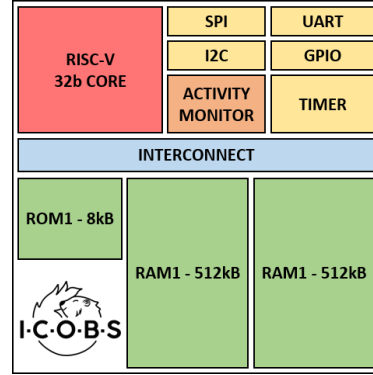 RISC-V
32b CORE
SPI
UART
I2C
GPIO
ACTIVITY
MONITOR
TIMER
INTERCONNECT
ROM1 - 8kB
RAM1 - 512kB
RAM1 - 512kB
I·C·O·B·S